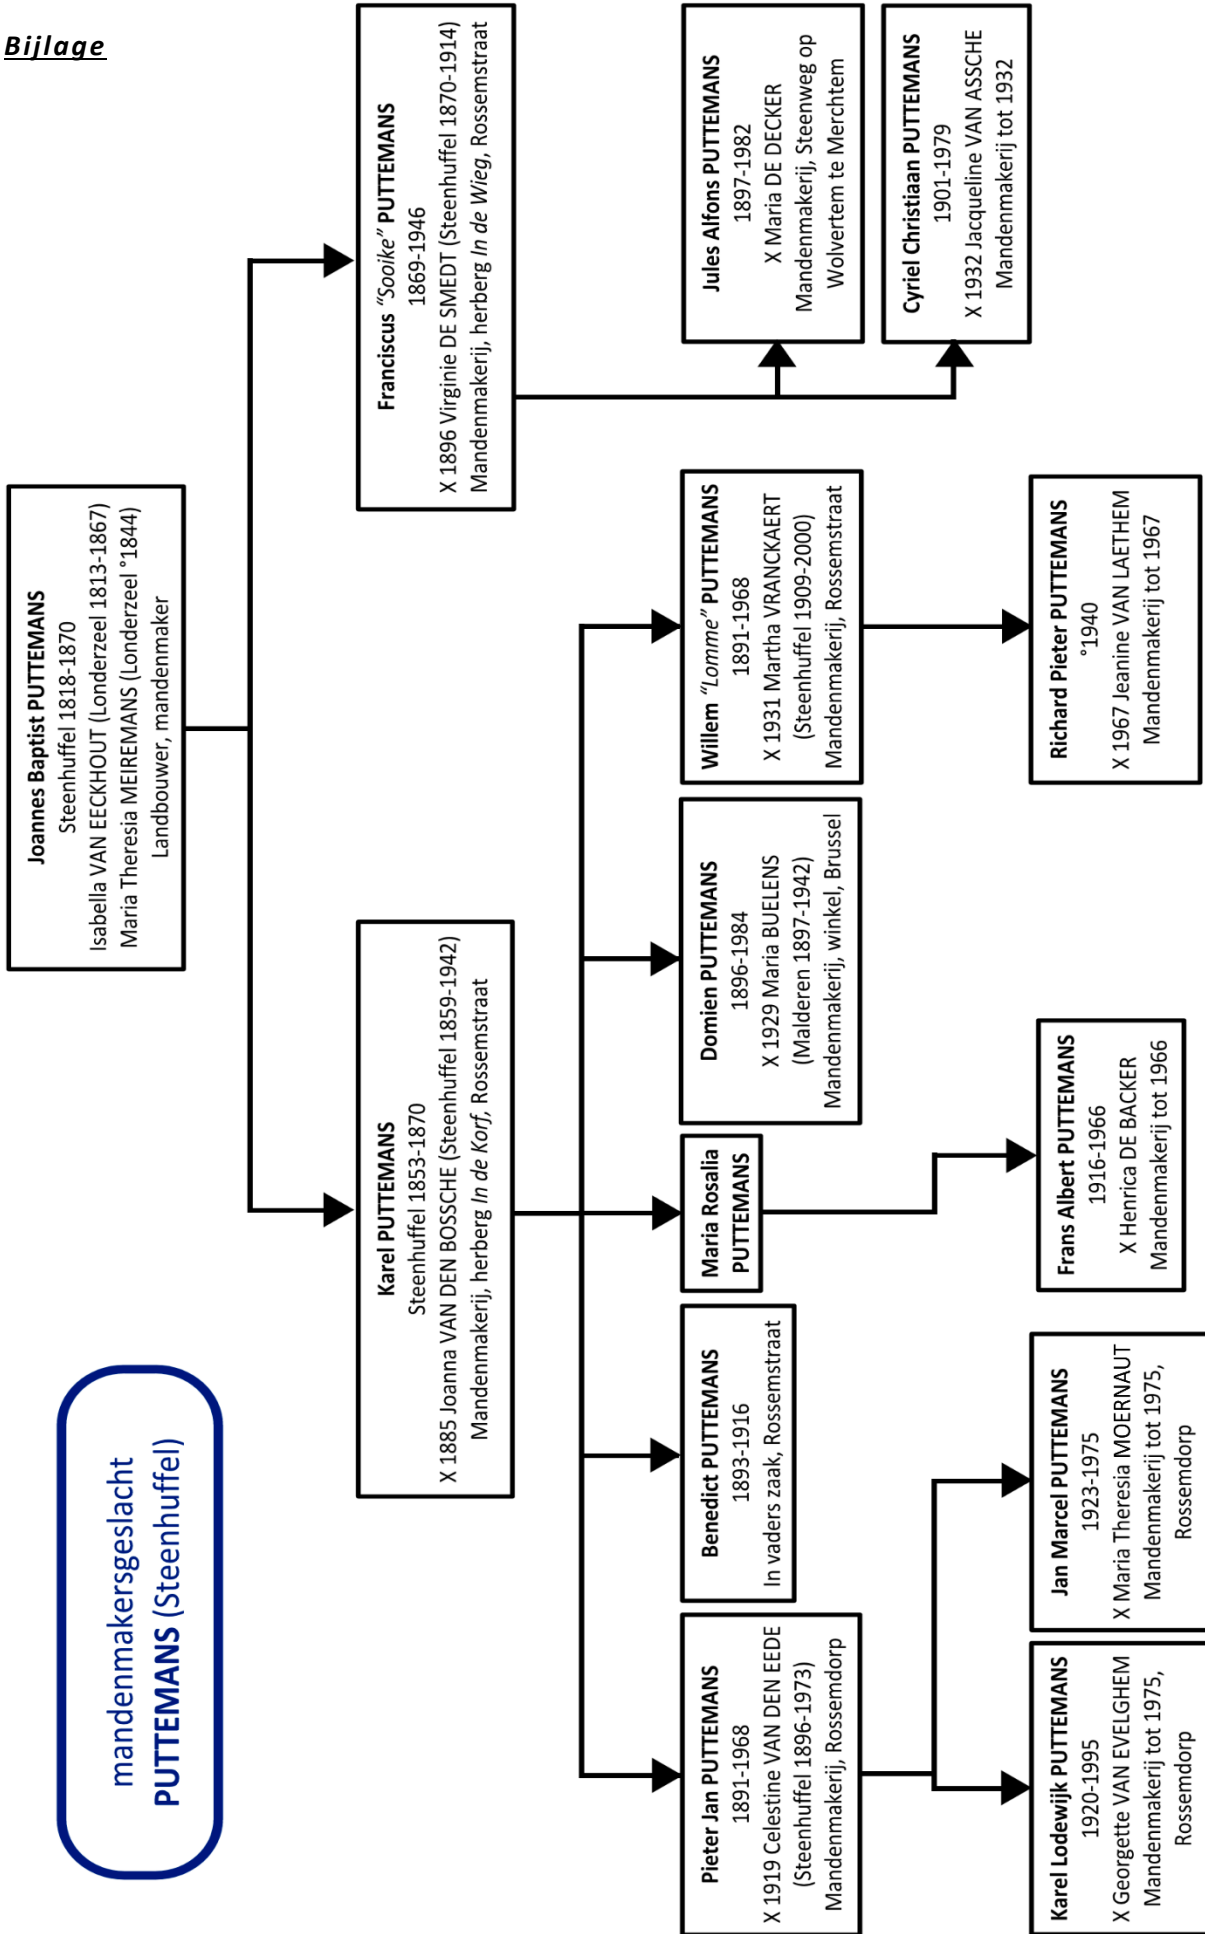 Bijlage
mandenmakersgeslacht
PUTTEMANS (Steenhuffel)
Joannes Baptist PUTTEMANS
Steenhuffel 1818-1870
Isabella VAN EECKHOUT (Londerzeel 1813-1867)
Maria Theresia MEIREMANS (Londerzeel °1844)
Landbouwer, mandenmaker
Karel PUTTEMANS
Steenhuffel 1853-1870
X 1885 Joanna VAN DEN BOSSCHE (Steenhuffel 1859-1942)
Mandenmakerij, herberg In de Korf, Rossemstraat
Franciscus "Sooike" PUTTEMANS
1869-1946
X 1896 Virginie DE SMEDT (Steenhuffel 1870-1914)
Mandenmakerij, herberg In de Wieg, Rossemstraat
Pieter Jan PUTTEMANS
1891-1968
X 1919 Celestine VAN DEN EEDE
(Steenhuffel 1896-1973)
Mandenmakerij, Rossemdorp
Benedict PUTTEMANS
1893-1916
In vaders zaak, Rossemstraat
Maria Rosalia
PUTTEMANS
Domien PUTTEMANS
1896-1984
X 1929 Maria BUELENS
(Malderen 1897-1942)
Mandenmakerij, winkel, Brussel
Willem "Lomme" PUTTEMANS
1891-1968
X 1931 Martha VRANCKAERT
(Steenhuffel 1909-2000)
Mandenmakerij, Rossemstraat
Jules Alfons PUTTEMANS
1897-1982
X Maria DE DECKER
Mandenmakerij, Steenweg op
Wolvertem te Merchtem
Cyriel Christiaan PUTTEMANS
1901-1979
X 1932 Jacqueline VAN ASSCHE
Mandenmakerij tot 1932
Karel Lodewijk PUTTEMANS
1920-1995
X Georgette VAN EVELGHEM
Mandenmakerij tot 1975,
Rossemdorp
Jan Marcel PUTTEMANS
1923-1975
X Maria Theresia MOERNAUT
Mandenmakerij tot 1975,
Rossemdorp
Frans Albert PUTTEMANS
1916-1966
X Henrica DE BACKER
Mandenmakerij tot 1966
Richard Pieter PUTTEMANS
°1940
X 1967 Jeanine VAN LAETHEM
Mandenmakerij tot 1967